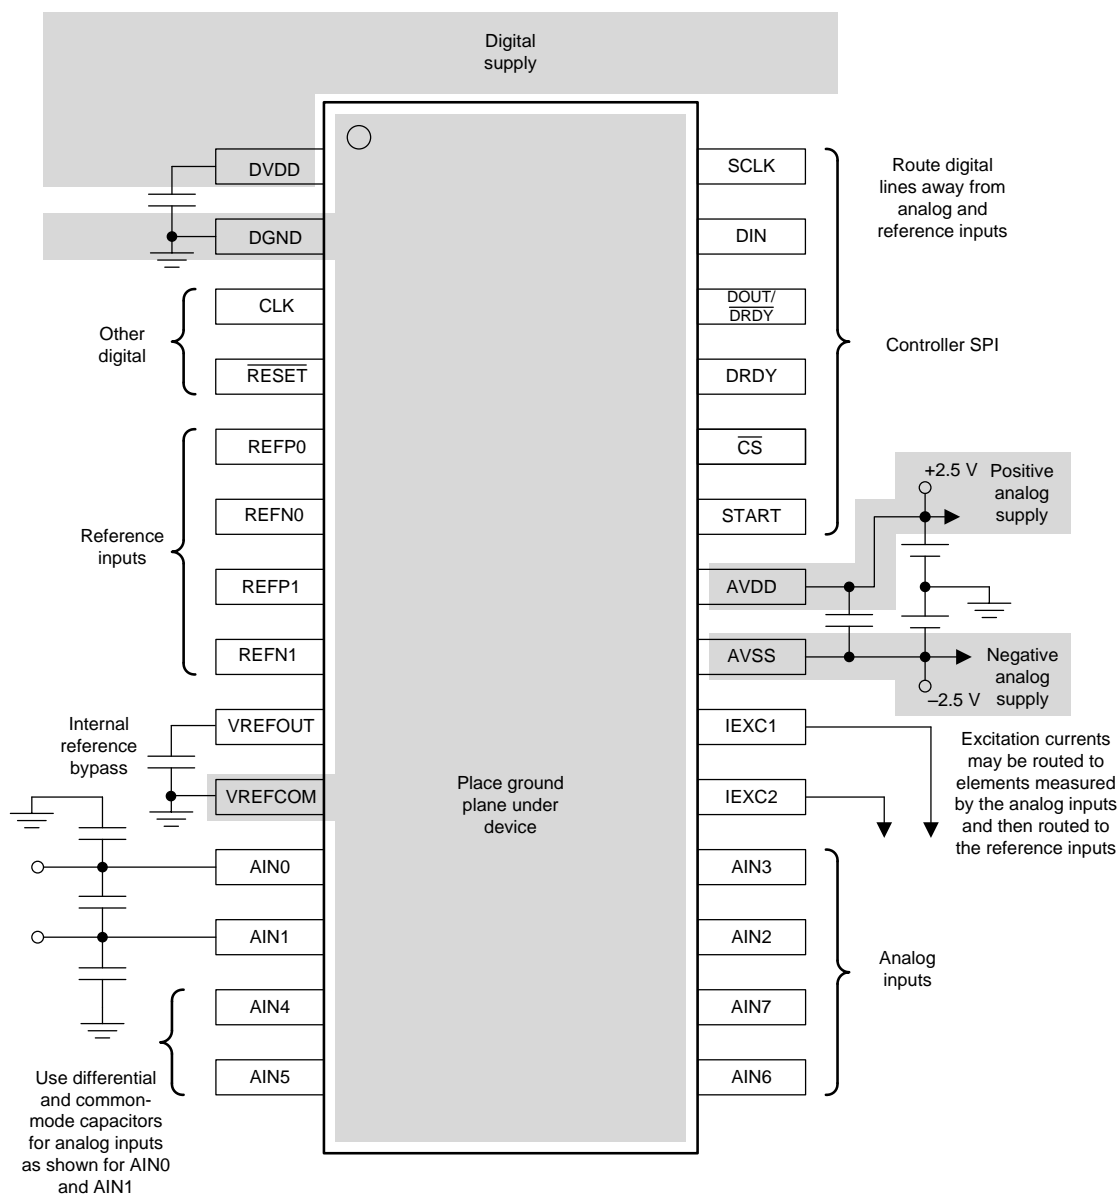 Digital
supply
DVDD
DGND
CLK
RESET
Other
digital
REFP0
REFN0
REFP1
REFN1
Reference
inputs
VREFOUT
VREFCOM
Internal
reference
bypass
AIN0
AIN1
AIN4
AIN5
Use differential
and common-
mode capacitors
for analog inputs
as shown for AIN0
and AIN1
Place ground
plane under
device
SCLK
DIN
DOUT/
DRDY
DRDY
CS
START
Route digital
lines away from
analog and
reference inputs
Controller SPI
AVDD
AVSS
+2.5 V
Positive
analog
supply
Negative
analog
supply
–2.5 V
IEXC1
IEXC2
Excitation currents
may be routed to
elements measured
by the analog inputs
and then routed to
the reference inputs
AIN3
AIN2
AIN7
AIN6
Analog
inputs